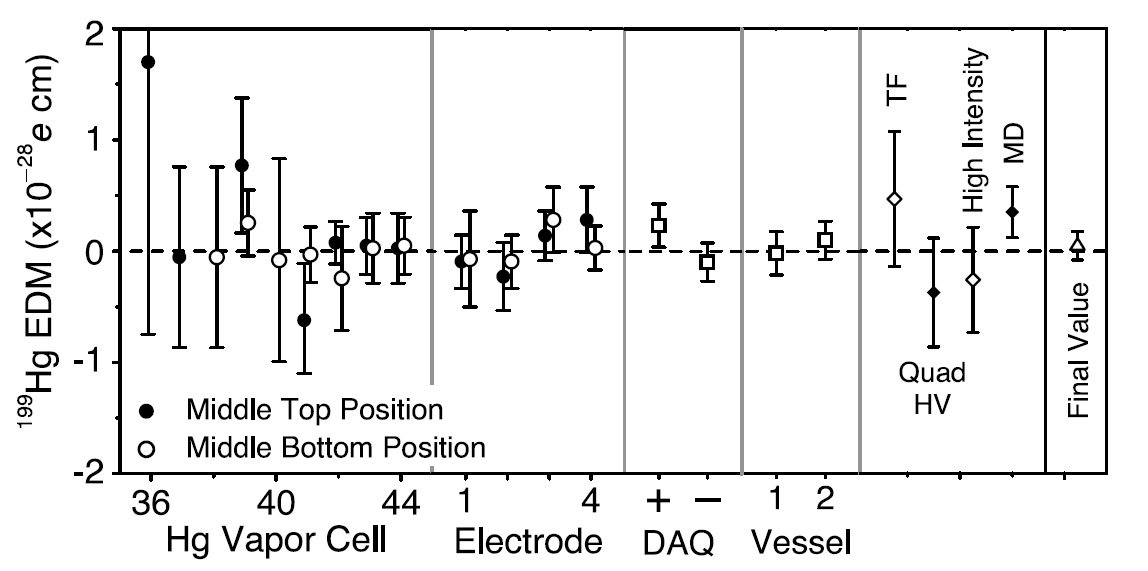 ¹⁹⁹Hg EDM (x10⁻²⁸ e cm)
2
1
0
-1
-2
TF
Quad
HV
High Intensity
MD
Final Value
● Middle Top Position
○ Middle Bottom Position
36 40 44 1 4 + − 1 2
Hg Vapor Cell Electrode DAQ Vessel